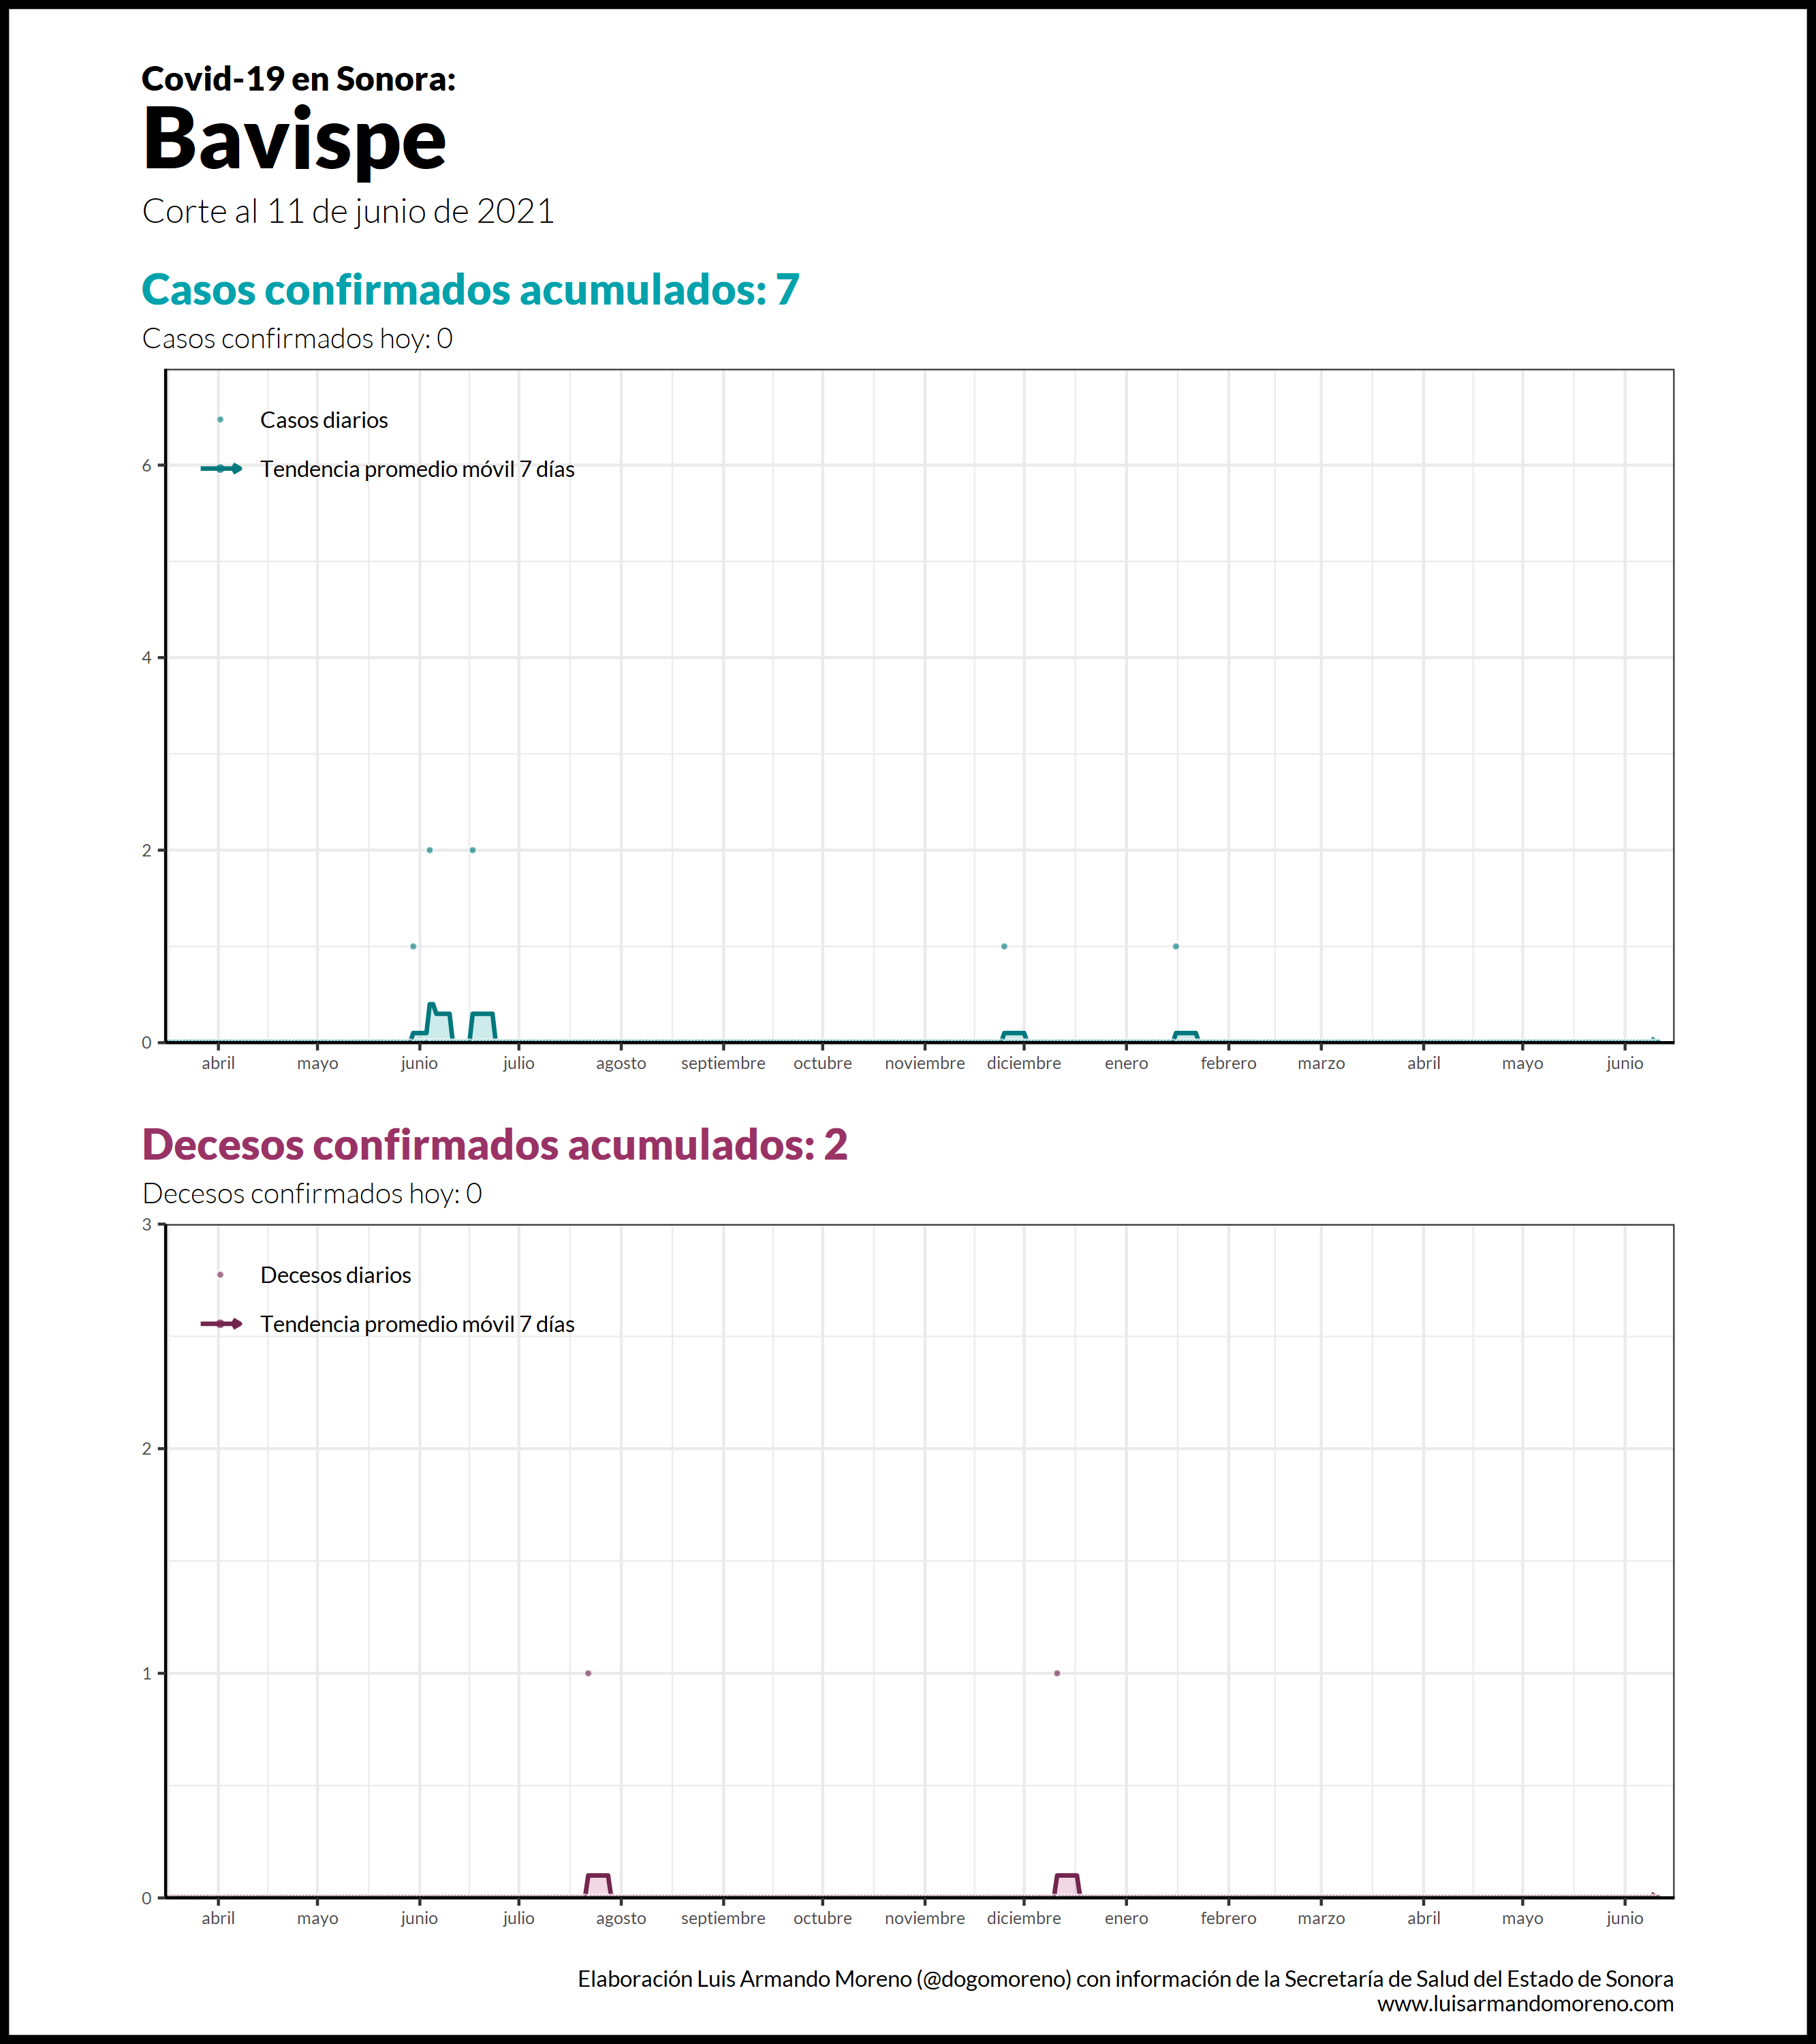 Covid-19 en Sonora:
Bavispe
Corte al 11 de junio de 2021
Casos confirmados acumulados: 7
Casos confirmados hoy: 0
Casos diarios
Tendencia promedio móvil 7 días
6
4
2
0
abril mayo junio julio agosto septiembre octubre noviembre diciembre enero febrero marzo abril mayo junio
Decesos confirmados acumulados: 2
Decesos confirmados hoy: 0
3
Decesos diarios
Tendencia promedio móvil 7 días
2
1
0
abril mayo junio julio agosto septiembre octubre noviembre diciembre enero febrero marzo abril mayo junio
Elaboración Luis Armando Moreno (@dogomoreno) con información de la Secretaría de Salud del Estado de Sonora
www.luisarmandomoreno.com